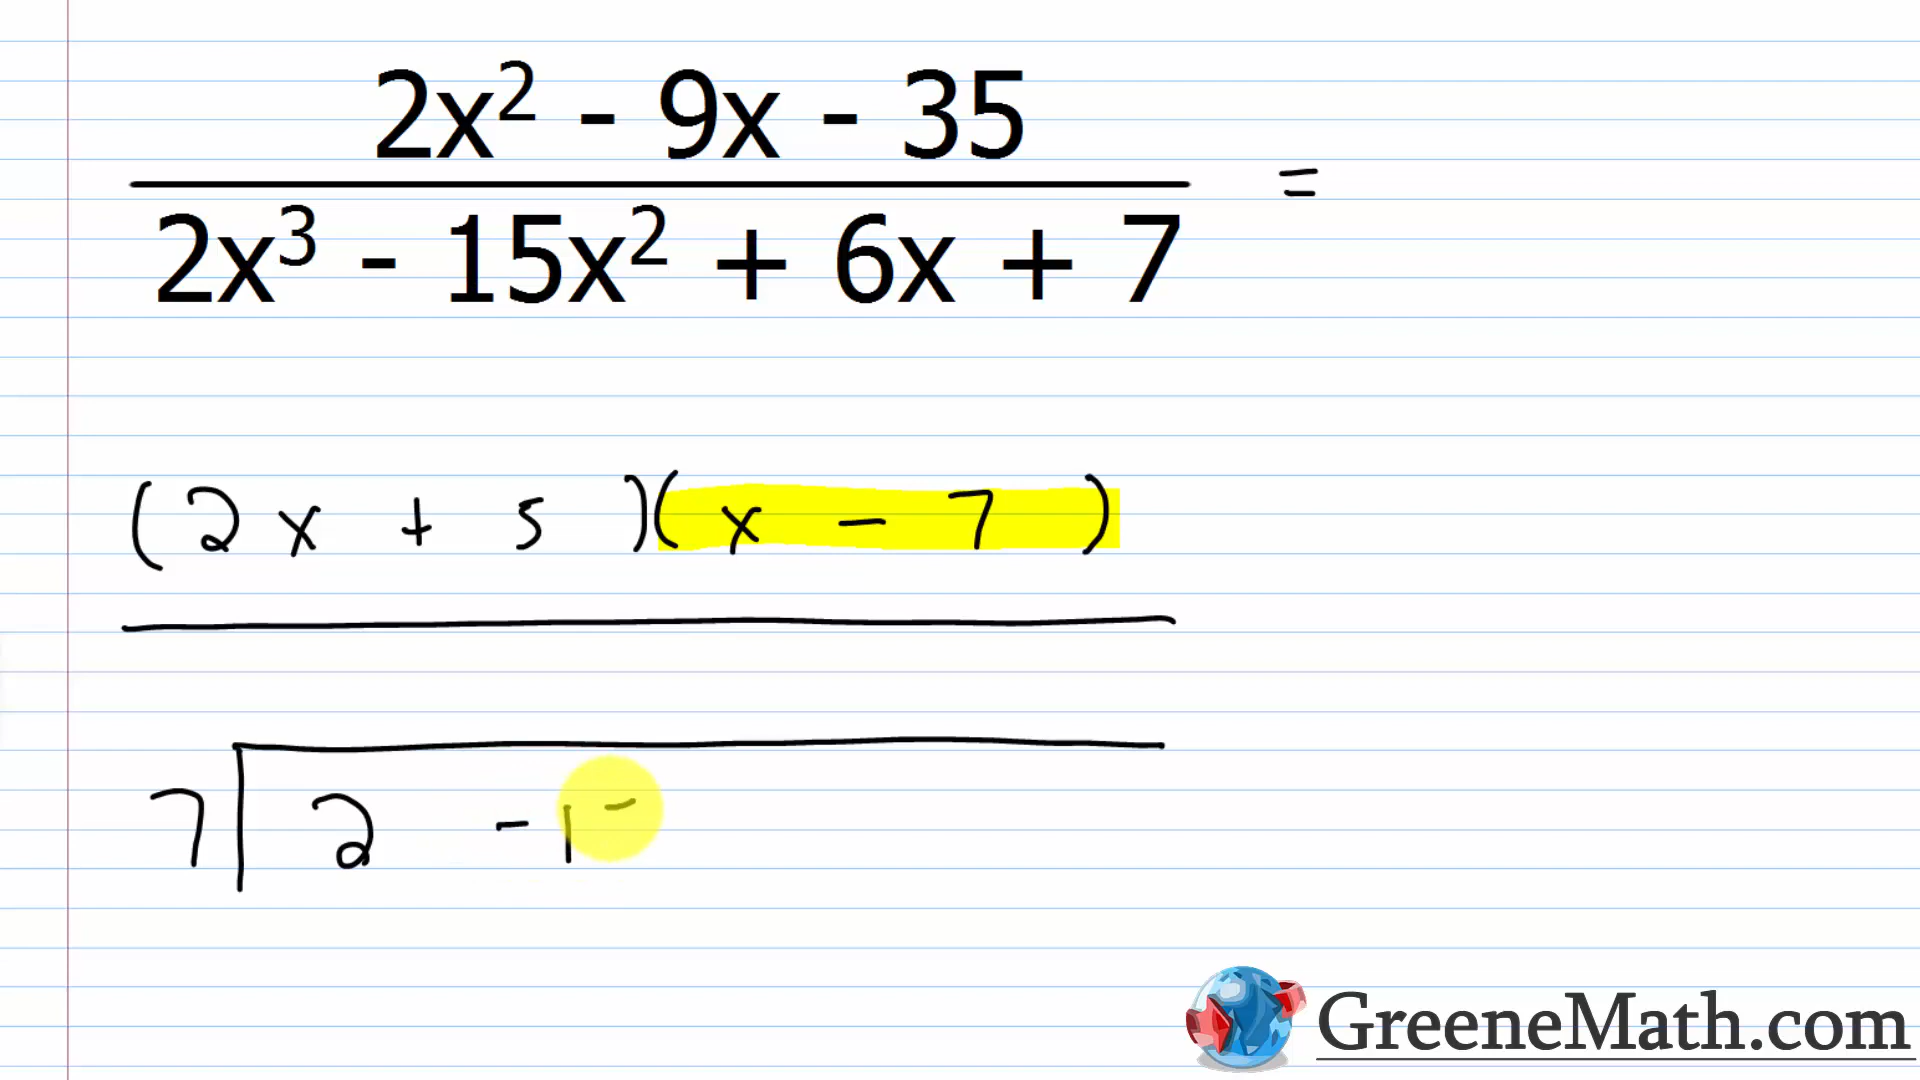 2x² - 9x - 35
2x³ - 15x² + 6x + 7
=
(2x + 5)(x - 7)
7 2 -1
GreeneMath.com